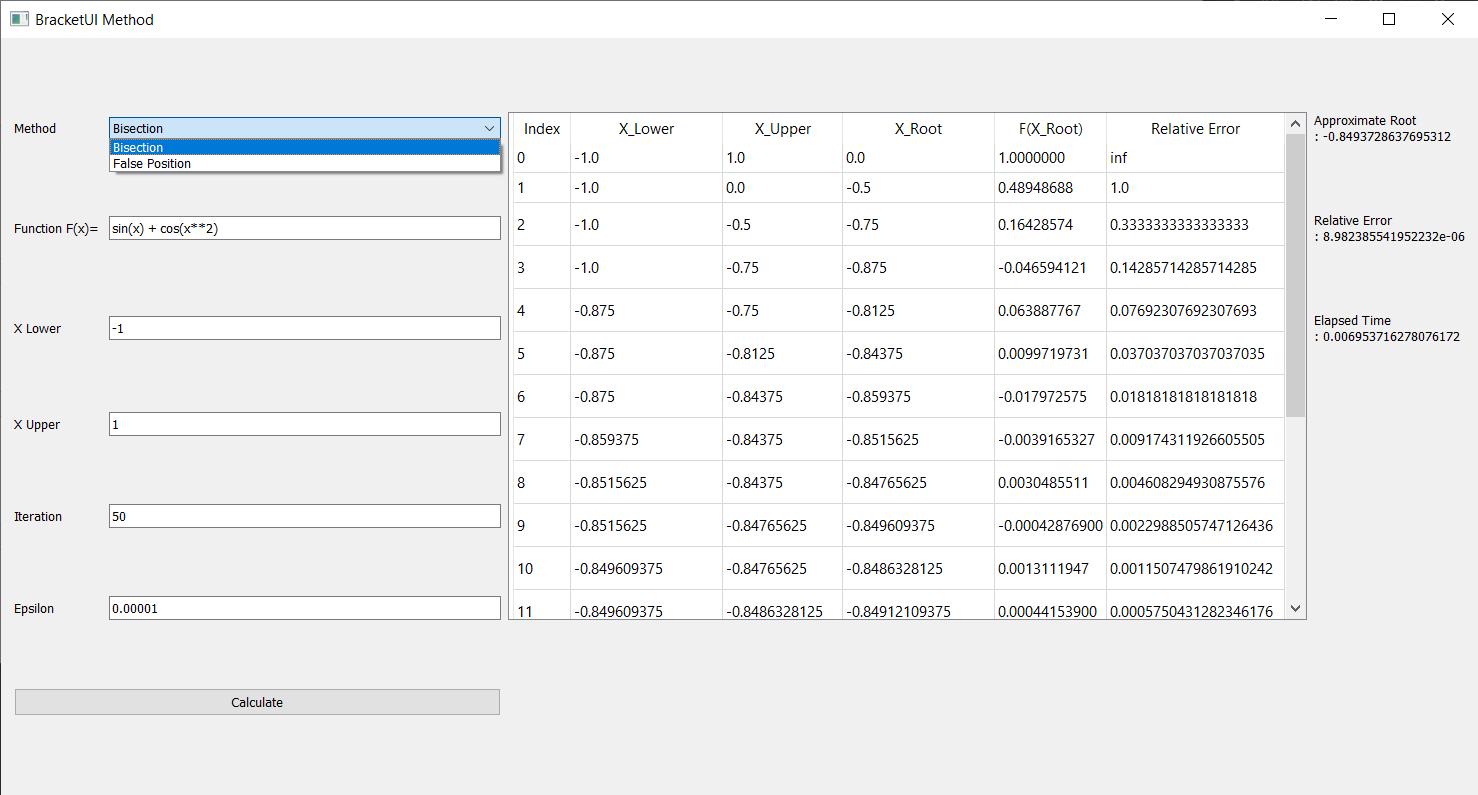 BracketUI Method
Method
Bisection
Bisection
False Position
Function F(x)=
sin(x) + cos(x**2)
X Lower
-1
X Upper
1
Iteration
50
Epsilon
0.00001
Calculate
Index X_Lower X_Upper X_Root F(X_Root) Relative Error
0 -1.0 1.0 0.0 1.0000000 inf
1 -1.0 0.0 -0.5 0.48948688 1.0
2 -1.0 -0.5 -0.75 0.16428574 0.3333333333333333
3 -1.0 -0.75 -0.875 -0.046594121 0.14285714285714285
4 -0.875 -0.75 -0.8125 0.063887767 0.07692307692307693
5 -0.875 -0.8125 -0.84375 0.0099719731 0.037037037037037035
6 -0.875 -0.84375 -0.859375 -0.017972575 0.01818181818181818
7 -0.859375 -0.84375 -0.8515625 -0.0039165327 0.009174311926605505
8 -0.8515625 -0.84375 -0.84765625 0.0030485511 0.004608294930875576
9 -0.8515625 -0.84765625 -0.849609375 -0.00042876900 0.0022988505747126436
10 -0.849609375 -0.84765625 -0.8486328125 0.0013111947 0.0011507479861910242
11 -0.849609375 -0.8486328125 -0.84912109375 0.00044153900 0.0005750431282346176
Approximate Root
: -0.8493728637695312
Relative Error
: 8.982385541952232e-06
Elapsed Time
: 0.006953716278076172